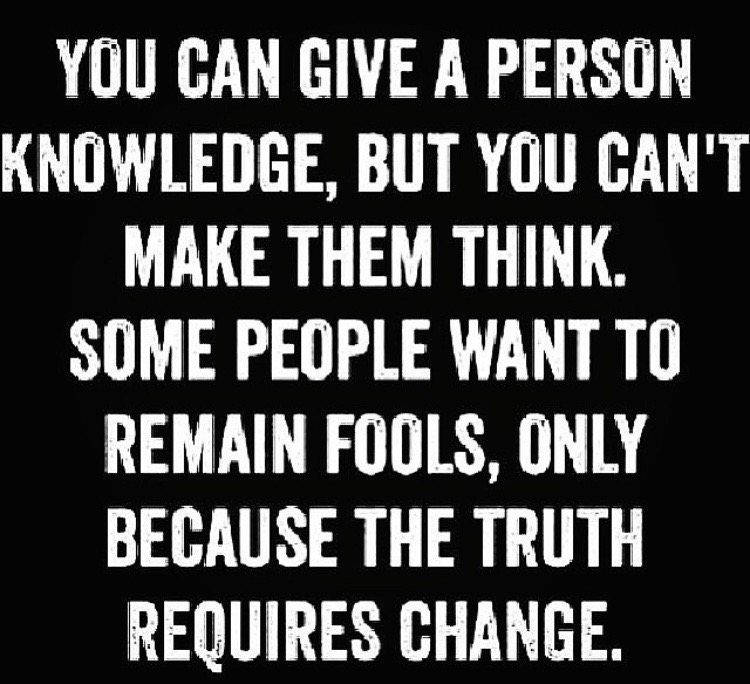 YOU CAN GIVE A PERSON
KNOWLEDGE, BUT YOU CAN'T
MAKE THEM THINK.
SOME PEOPLE WANT TO
REMAIN FOOLS, ONLY
BECAUSE THE TRUTH
REQUIRES CHANGE.